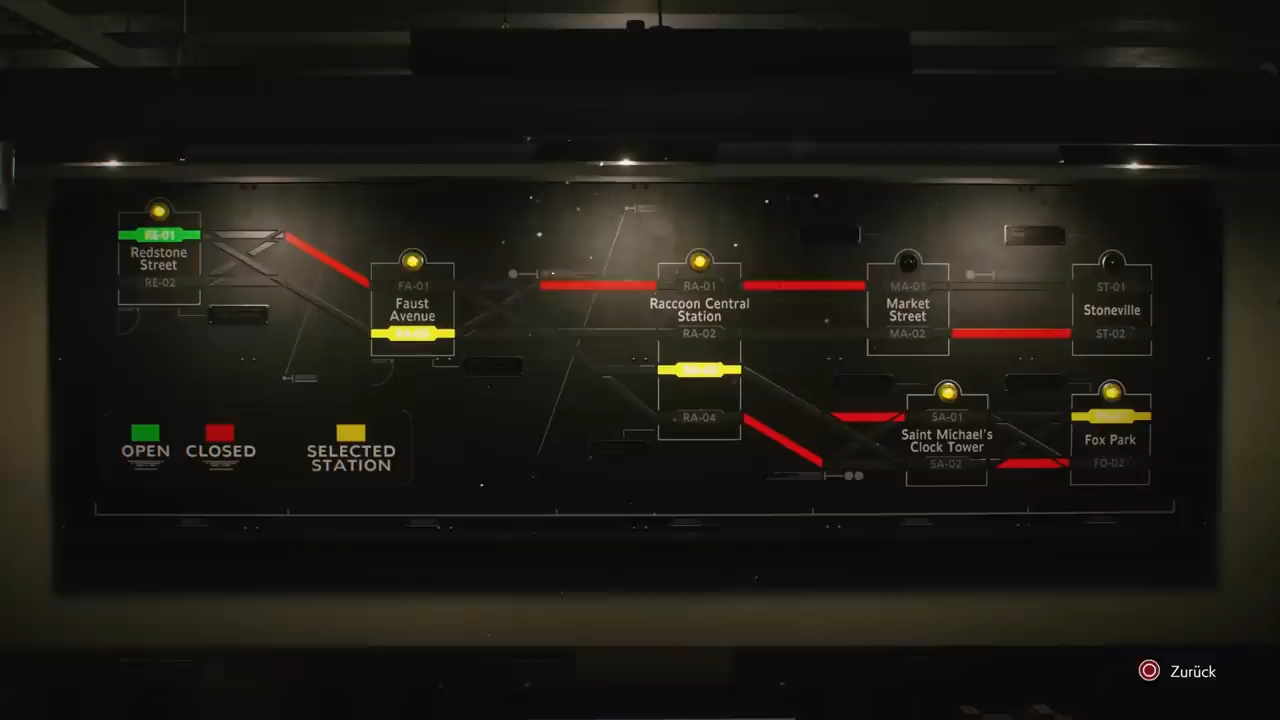 RE-01
Redstone
Street
RE-02
FA-01
Faust
Avenue
RA-01
Raccoon Central
Station
RA-02
RA-04
MA-01
Market
Street
MA-02
ST-01
Stoneville
ST-02
SA-01
Saint Michael's
Clock Tower
SA-02
Fox Park
FO-02
OPEN
CLOSED
SELECTED
STATION
Zurück